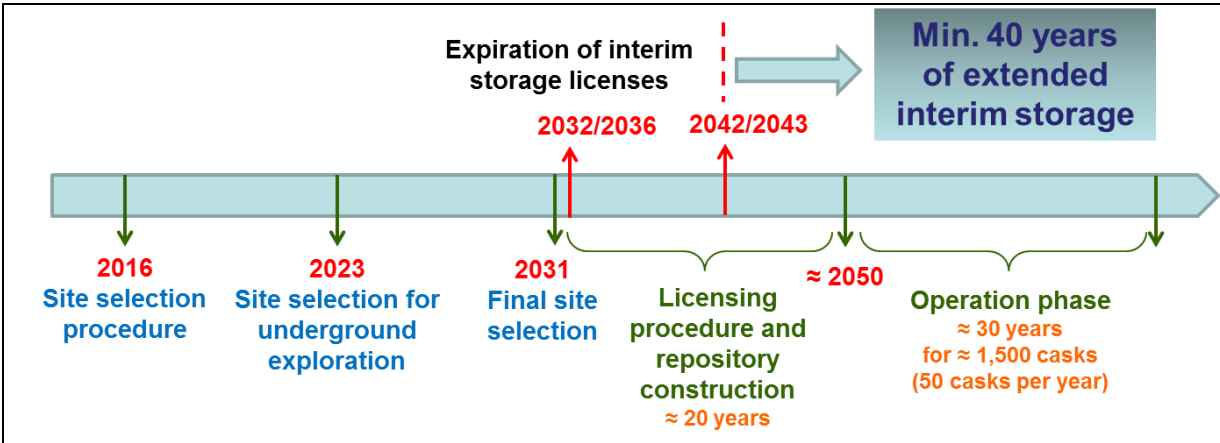 Expiration of interim
storage licenses
Min. 40 years
of extended
interim storage
2032/2036
2042/2043
2016
Site selection
procedure
2023
Site selection for
underground
exploration
2031
Final site
selection
Licensing
procedure and
repository
construction
≈ 20 years
≈ 2050
Operation phase
≈ 30 years
for ≈ 1,500 casks
(50 casks per year)